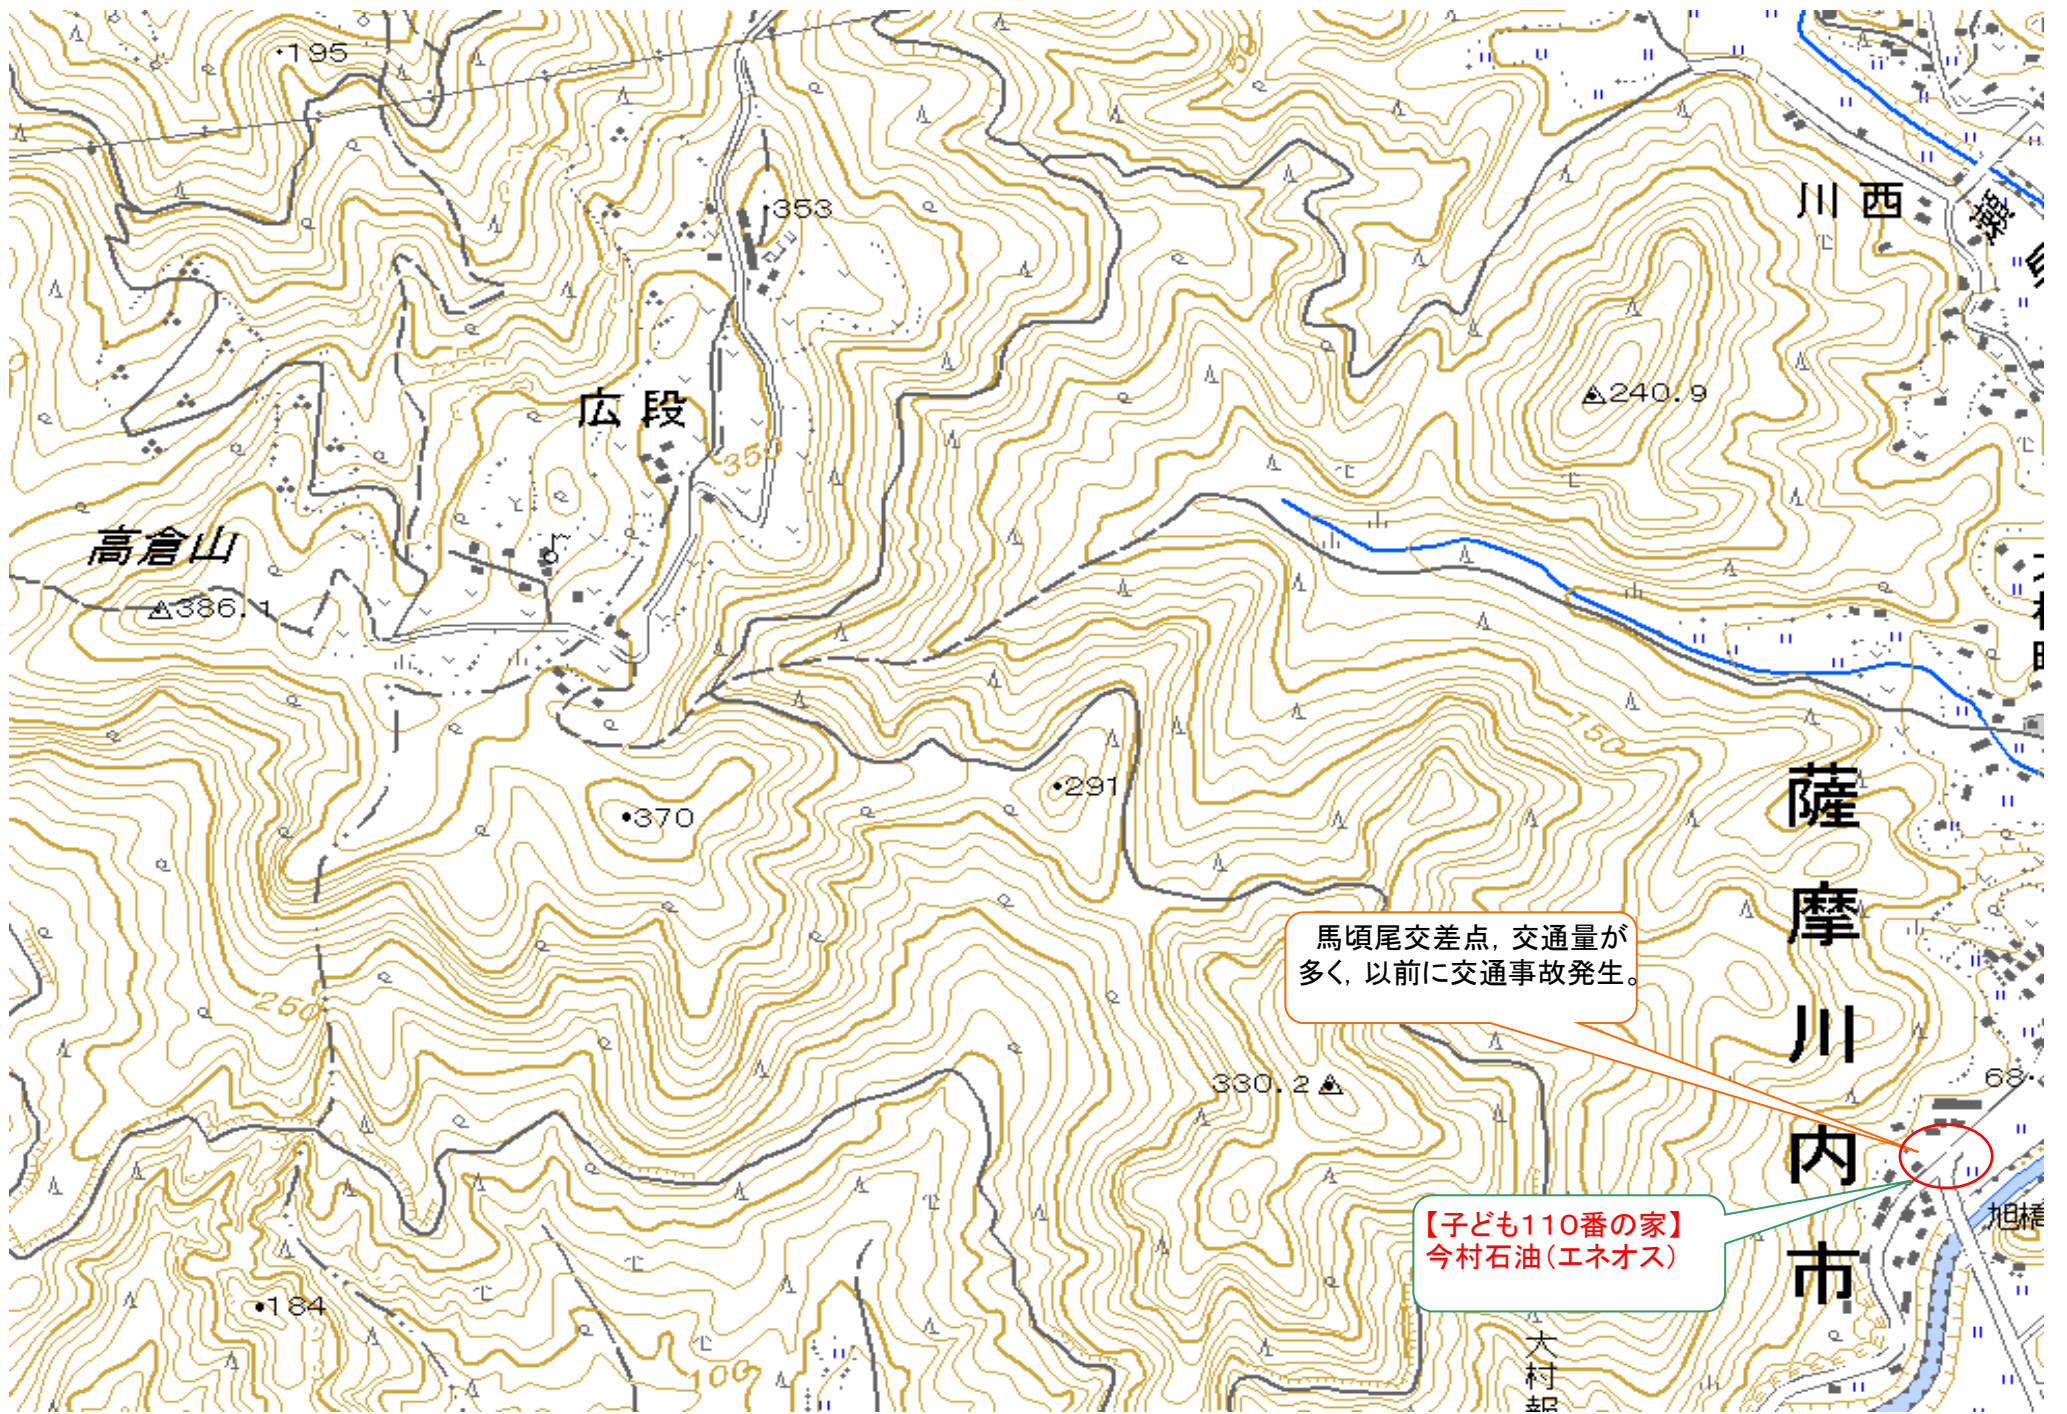 195
353
川西
240.9
広段
350
高倉山
386.1
150
291
370
薩摩川内市
馬頃尾交差点，交通量が
多く，以前に交通事故発生。
250
330.2
68.
旭橋
【子ども110番の家】
今村石油（エネオス）
184
100
大村